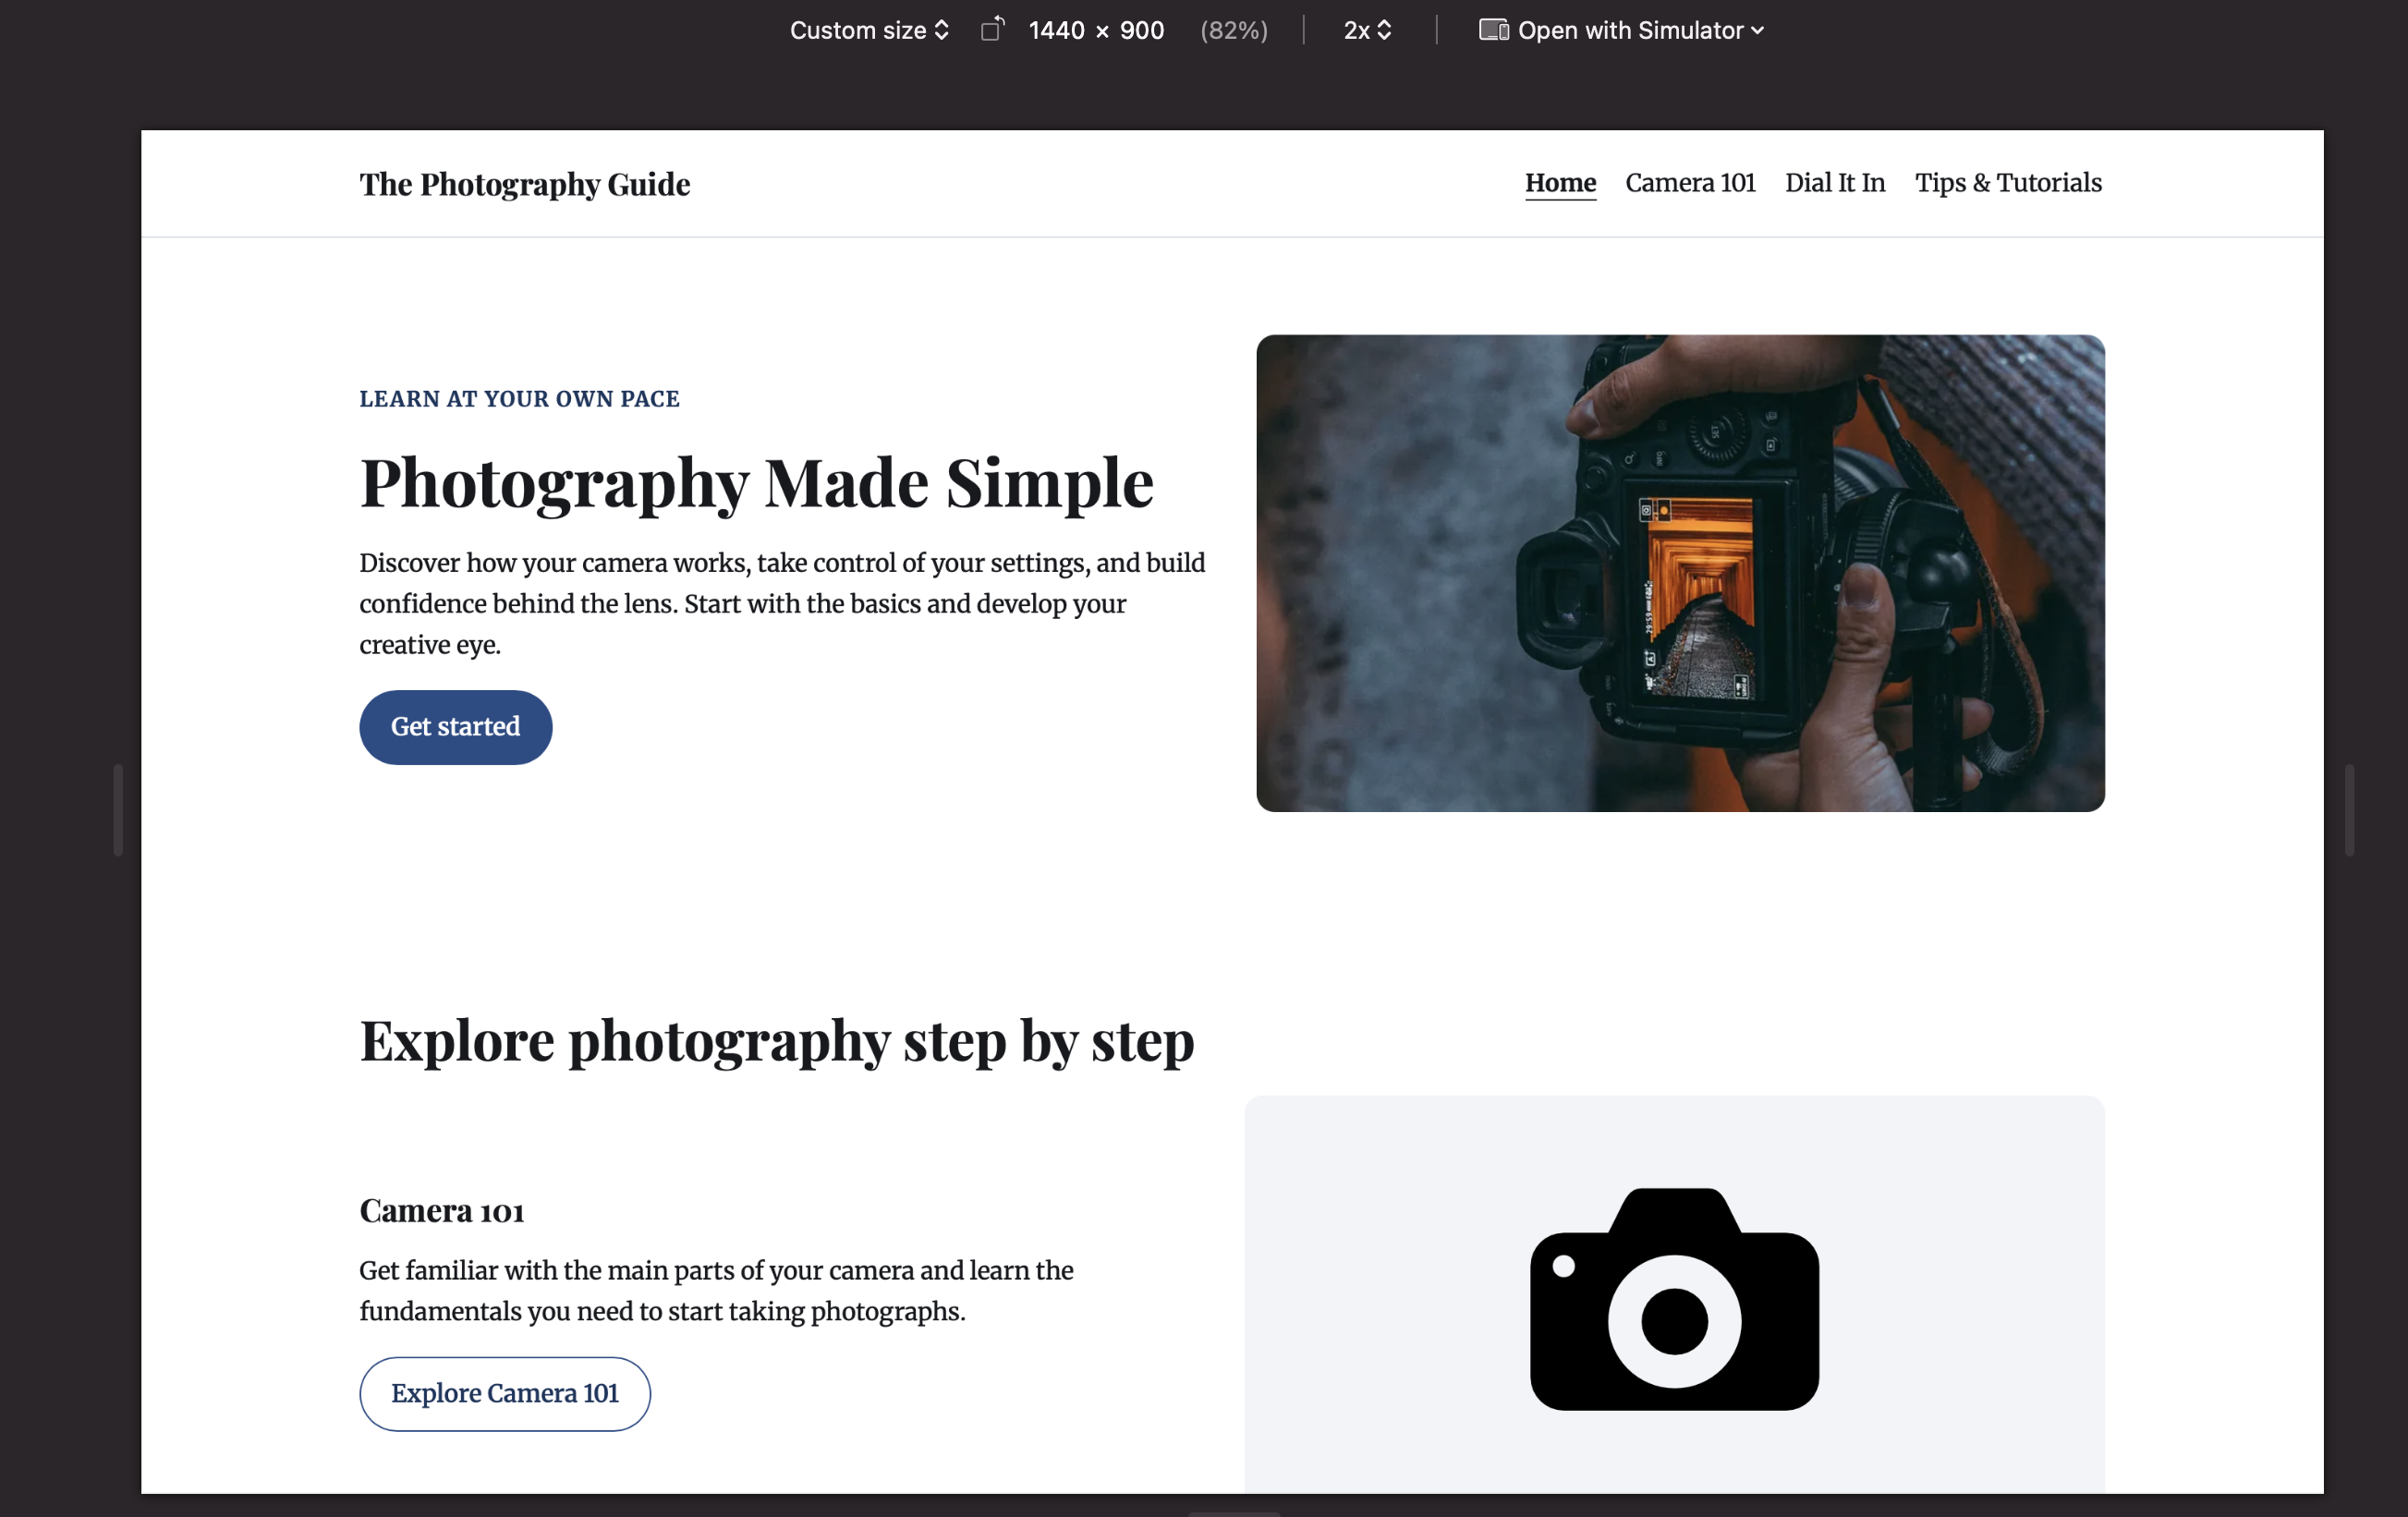 Custom size 1440 × 900 (82%) 2x Open with Simulator
The Photography Guide
Home Camera 101 Dial It In Tips & Tutorials
LEARN AT YOUR OWN PACE
Photography Made Simple
Discover how your camera works, take control of your settings, and build
confidence behind the lens. Start with the basics and develop your
creative eye.
Get started
SET
INFO
Explore photography step by step
Camera 101
Get familiar with the main parts of your camera and learn the
fundamentals you need to start taking photographs.
Explore Camera 101